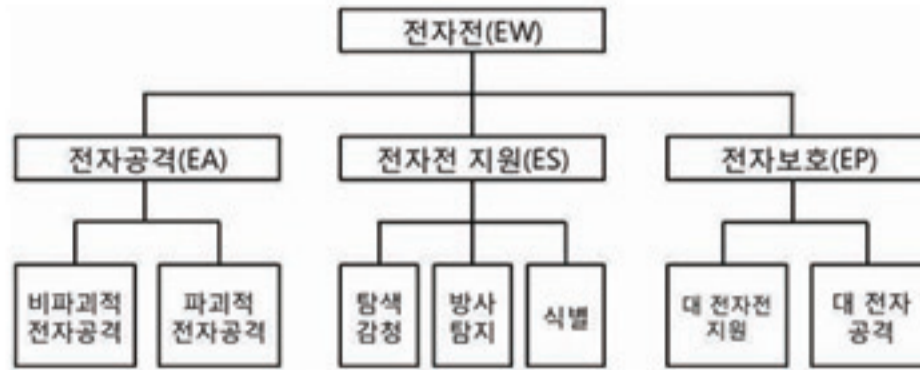 전자전(EW)
전자공격(EA)
전자전 지원(ES)
전자보호(EP)
비파괴적
전자공격
파괴적
전자공격
탐색
감청
방사
탐지
식별
대 전자전
지원
대 전자
공격